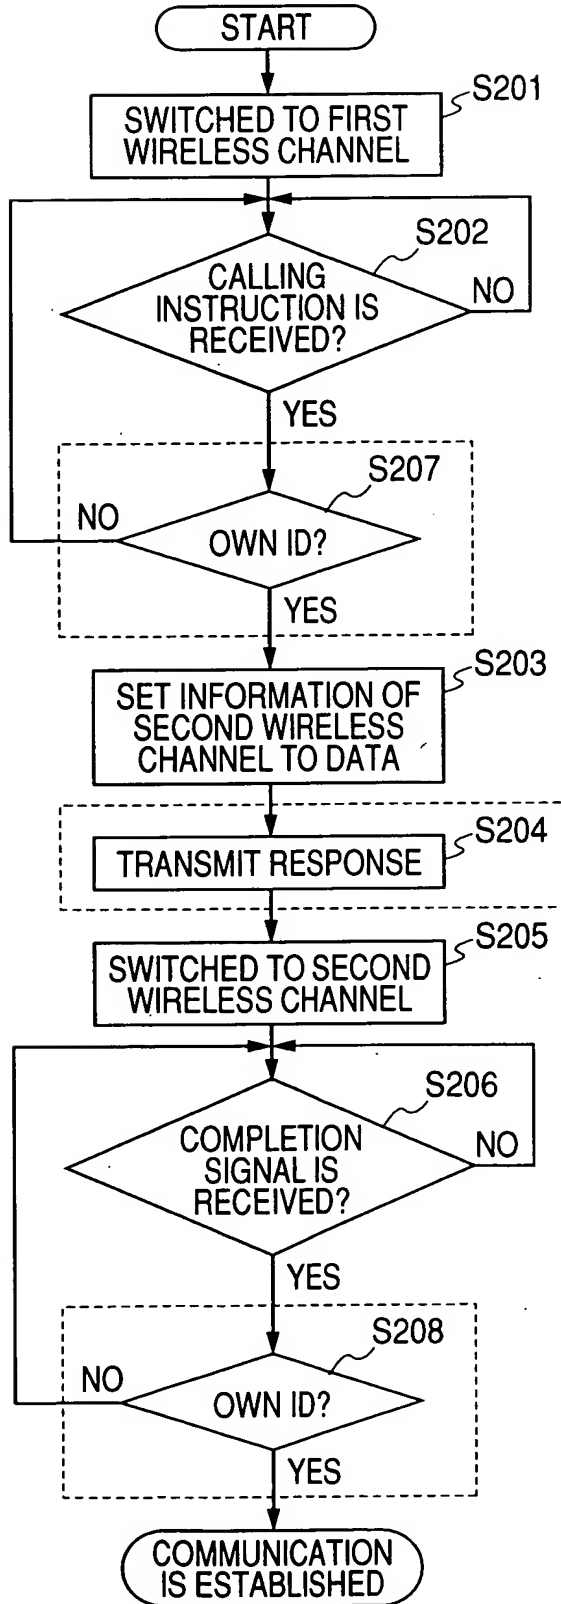 START
S201
SWITCHED TO FIRST
WIRELESS CHANNEL
S202
CALLING
INSTRUCTION IS
RECEIVED?
NO
YES
S207
NO
OWN ID?
YES
S203
SET INFORMATION OF
SECOND WIRELESS
CHANNEL TO DATA
S204
TRANSMIT RESPONSE
S205
SWITCHED TO SECOND
WIRELESS CHANNEL
S206
COMPLETION
SIGNAL IS
RECEIVED?
NO
YES
S208
NO
OWN ID?
YES
COMMUNICATION
IS ESTABLISHED